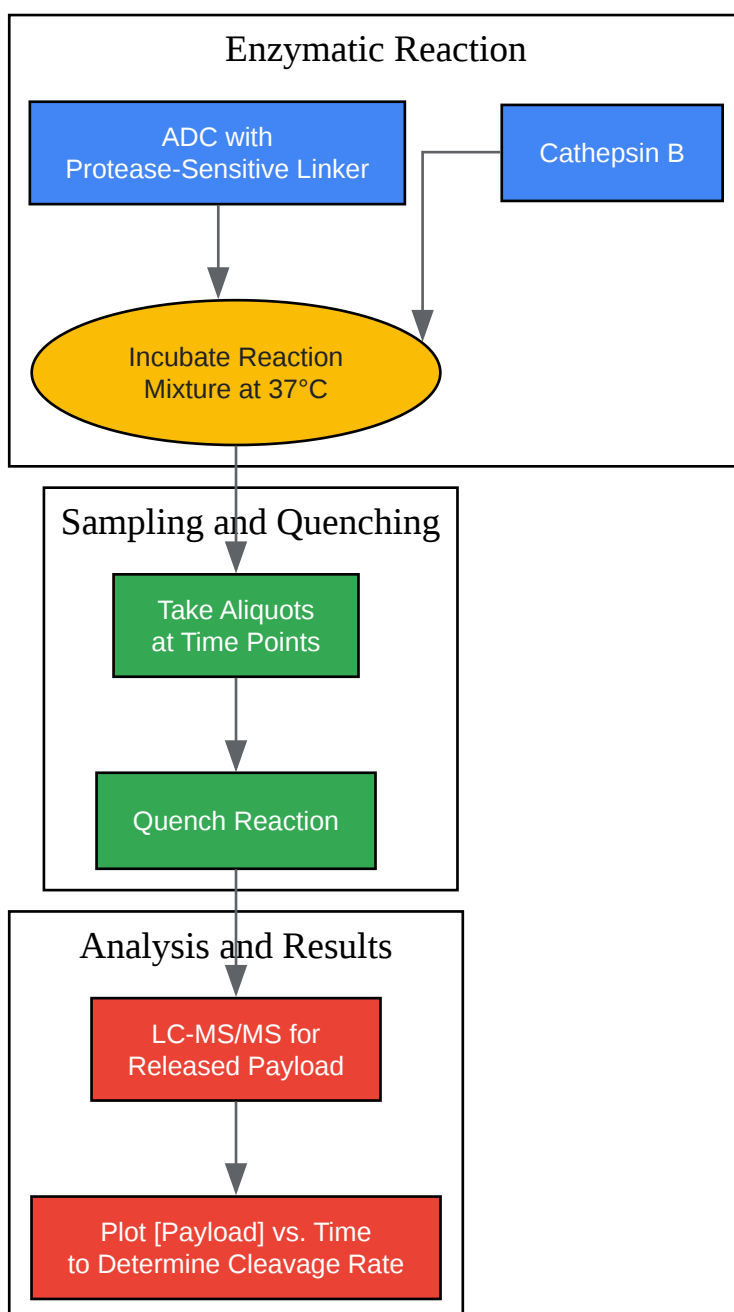 Enzymatic Reaction
ADC with
Protease-Sensitive Linker
Cathepsin B
Incubate Reaction
Mixture at 37°C
Sampling and Quenching
Take Aliquots
at Time Points
Quench Reaction
Analysis and Results
LC-MS/MS for
Released Payload
Plot [Payload] vs. Time
to Determine Cleavage Rate